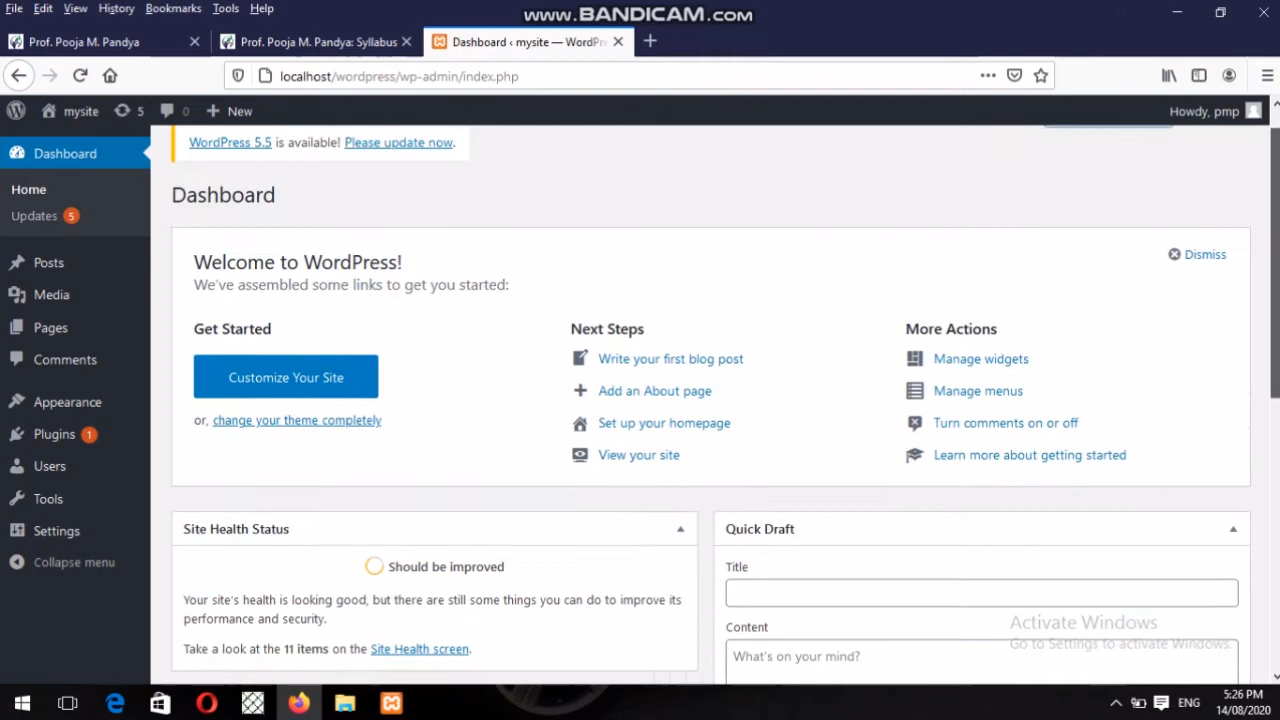 File Edit View History Bookmarks Tools Help
www.BANDICAM.com
Prof. Pooja M. Pandya
Prof. Pooja M. Pandya: Syllabus
Dashboard ‹ mysite — WordPre
localhost/wordpress/wp-admin/index.php
mysite 5 0 New
Howdy, pmp
Dashboard
Home
Updates 5
Posts
Media
Pages
Comments
Appearance
Plugins 1
Users
Tools
Settings
Collapse menu
WordPress 5.5 is available! Please update now.
Dashboard
Welcome to WordPress!
Dismiss
We've assembled some links to get you started:
Get Started
Customize Your Site
or, change your theme completely
Next Steps
Write your first blog post
Add an About page
Set up your homepage
View your site
More Actions
Manage widgets
Manage menus
Turn comments on or off
Learn more about getting started
Site Health Status
Should be improved
Your site's health is looking good, but there are still some things you can do to improve its
performance and security.
Take a look at the 11 items on the Site Health screen.
Quick Draft
Title
Content
What's on your mind?
Activate Windows
Go to Settings to activate Windows.
ENG
5:26 PM
14/08/2020